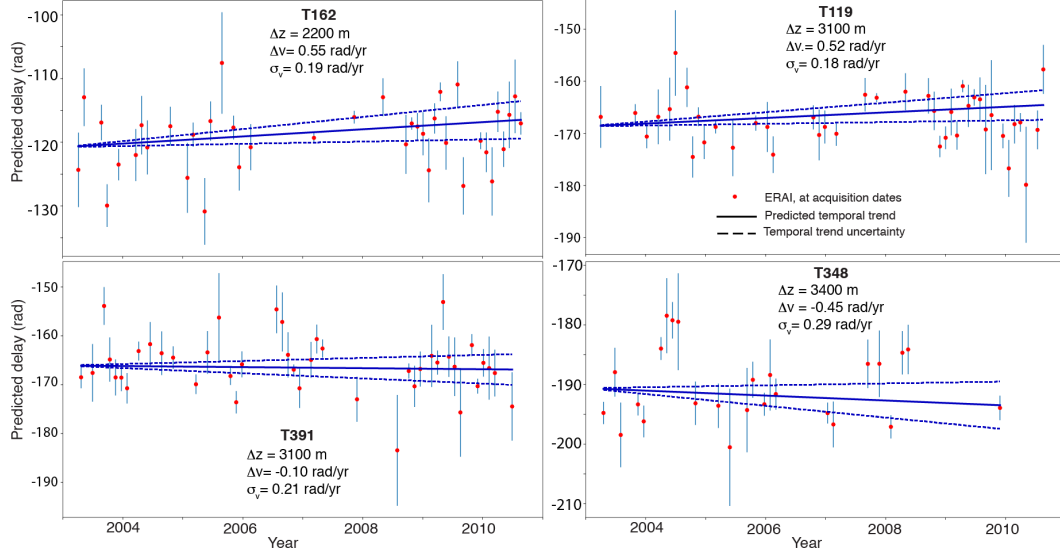 T162
Δz = 2200 m
Δv= 0.55 rad/yr
σv= 0.19 rad/yr
Predicted delay (rad)
-100
-110
-120
-130
T119
Δz = 3100 m
Δv.= 0.52 rad/yr
σv= 0.18 rad/yr
-150
-160
-170
-180
-190
ERAI, at acquisition dates
Predicted temporal trend
Temporal trend uncertainty
Predicted delay (rad)
-150
-160
-170
-180
-190
T391
Δz = 3100 m
Δv= -0.10 rad/yr
σv= 0.21 rad/yr
2004 2006 2008 2010
Year
T348
Δz = 3400 m
Δv = -0.45 rad/yr
σv = 0.29 rad/yr
-170
-180
-190
-200
-210
2004 2006 2008 2010
Year